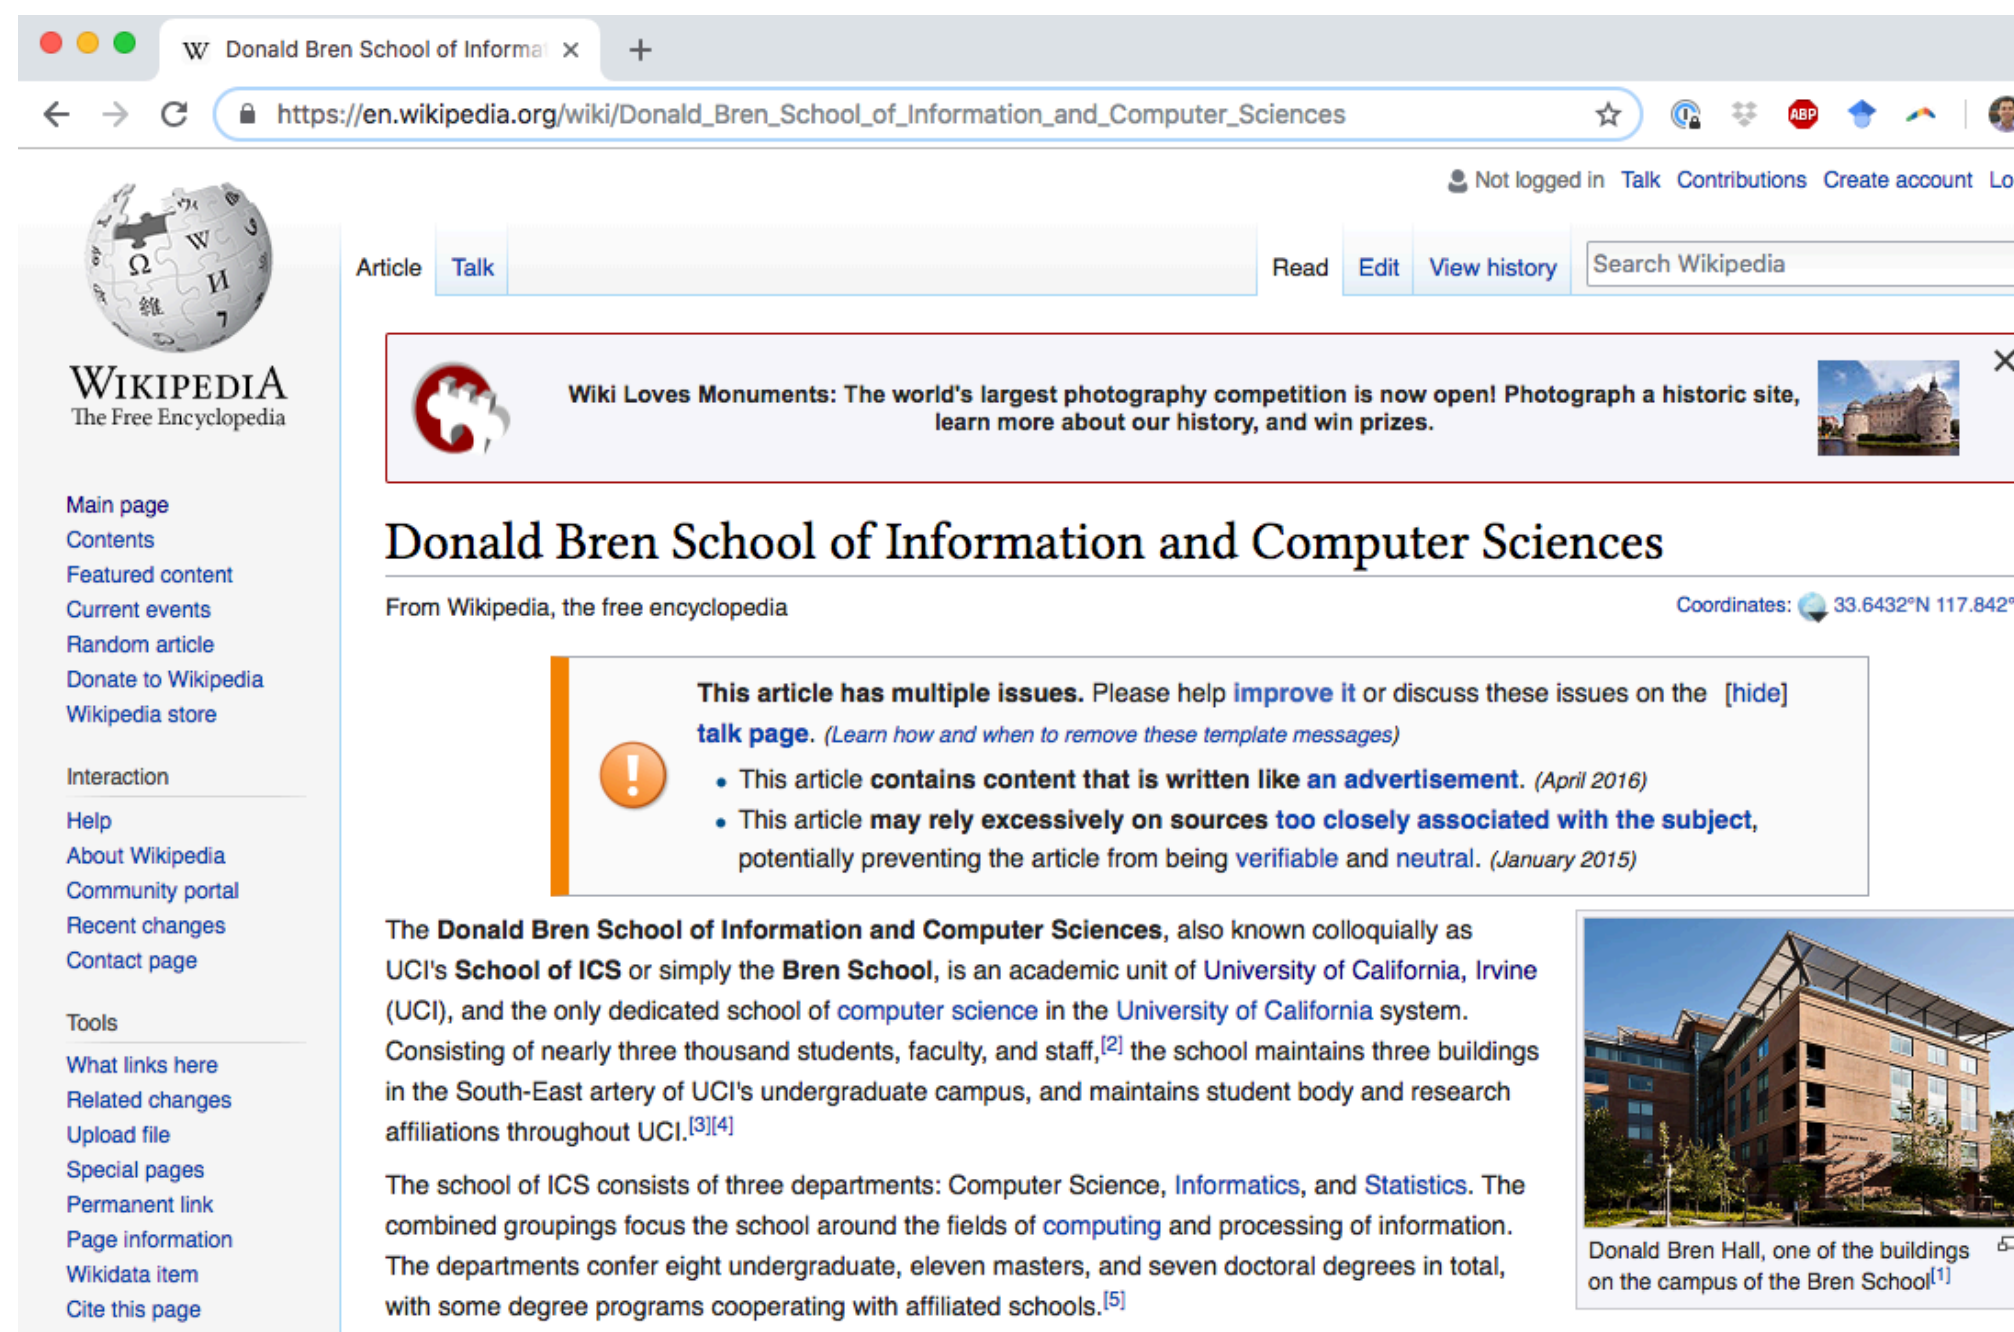 Donald Bren School of Informat
https://en.wikipedia.org/wiki/Donald_Bren_School_of_Information_and_Computer_Sciences
ABP
Not logged in Talk Contributions Create account Lo
Article Talk Read Edit View history Search Wikipedia
WIKIPEDIA
The Free Encyclopedia
Wiki Loves Monuments: The world's largest photography competition is now open! Photograph a historic site,
learn more about our history, and win prizes.
Main page
Contents
Featured content
Current events
Random article
Donate to Wikipedia
Wikipedia store
Interaction
Help
About Wikipedia
Community portal
Recent changes
Contact page
Tools
What links here
Related changes
Upload file
Special pages
Permanent link
Page information
Wikidata item
Cite this page
Donald Bren School of Information and Computer Sciences
From Wikipedia, the free encyclopedia
Coordinates: 33.6432°N 117.842°
This article has multiple issues. Please help improve it or discuss these issues on the [hide]
talk page. (Learn how and when to remove these template messages)
• This article contains content that is written like an advertisement. (April 2016)
• This article may rely excessively on sources too closely associated with the subject,
potentially preventing the article from being verifiable and neutral. (January 2015)
The Donald Bren School of Information and Computer Sciences, also known colloquially as
UCI's School of ICS or simply the Bren School, is an academic unit of University of California, Irvine
(UCI), and the only dedicated school of computer science in the University of California system.
Consisting of nearly three thousand students, faculty, and staff,[2] the school maintains three buildings
in the South-East artery of UCI's undergraduate campus, and maintains student body and research
affiliations throughout UCI.[3][4]
The school of ICS consists of three departments: Computer Science, Informatics, and Statistics. The
combined groupings focus the school around the fields of computing and processing of information.
The departments confer eight undergraduate, eleven masters, and seven doctoral degrees in total,
with some degree programs cooperating with affiliated schools.[5]
Donald Bren Hall, one of the buildings
on the campus of the Bren School[1]